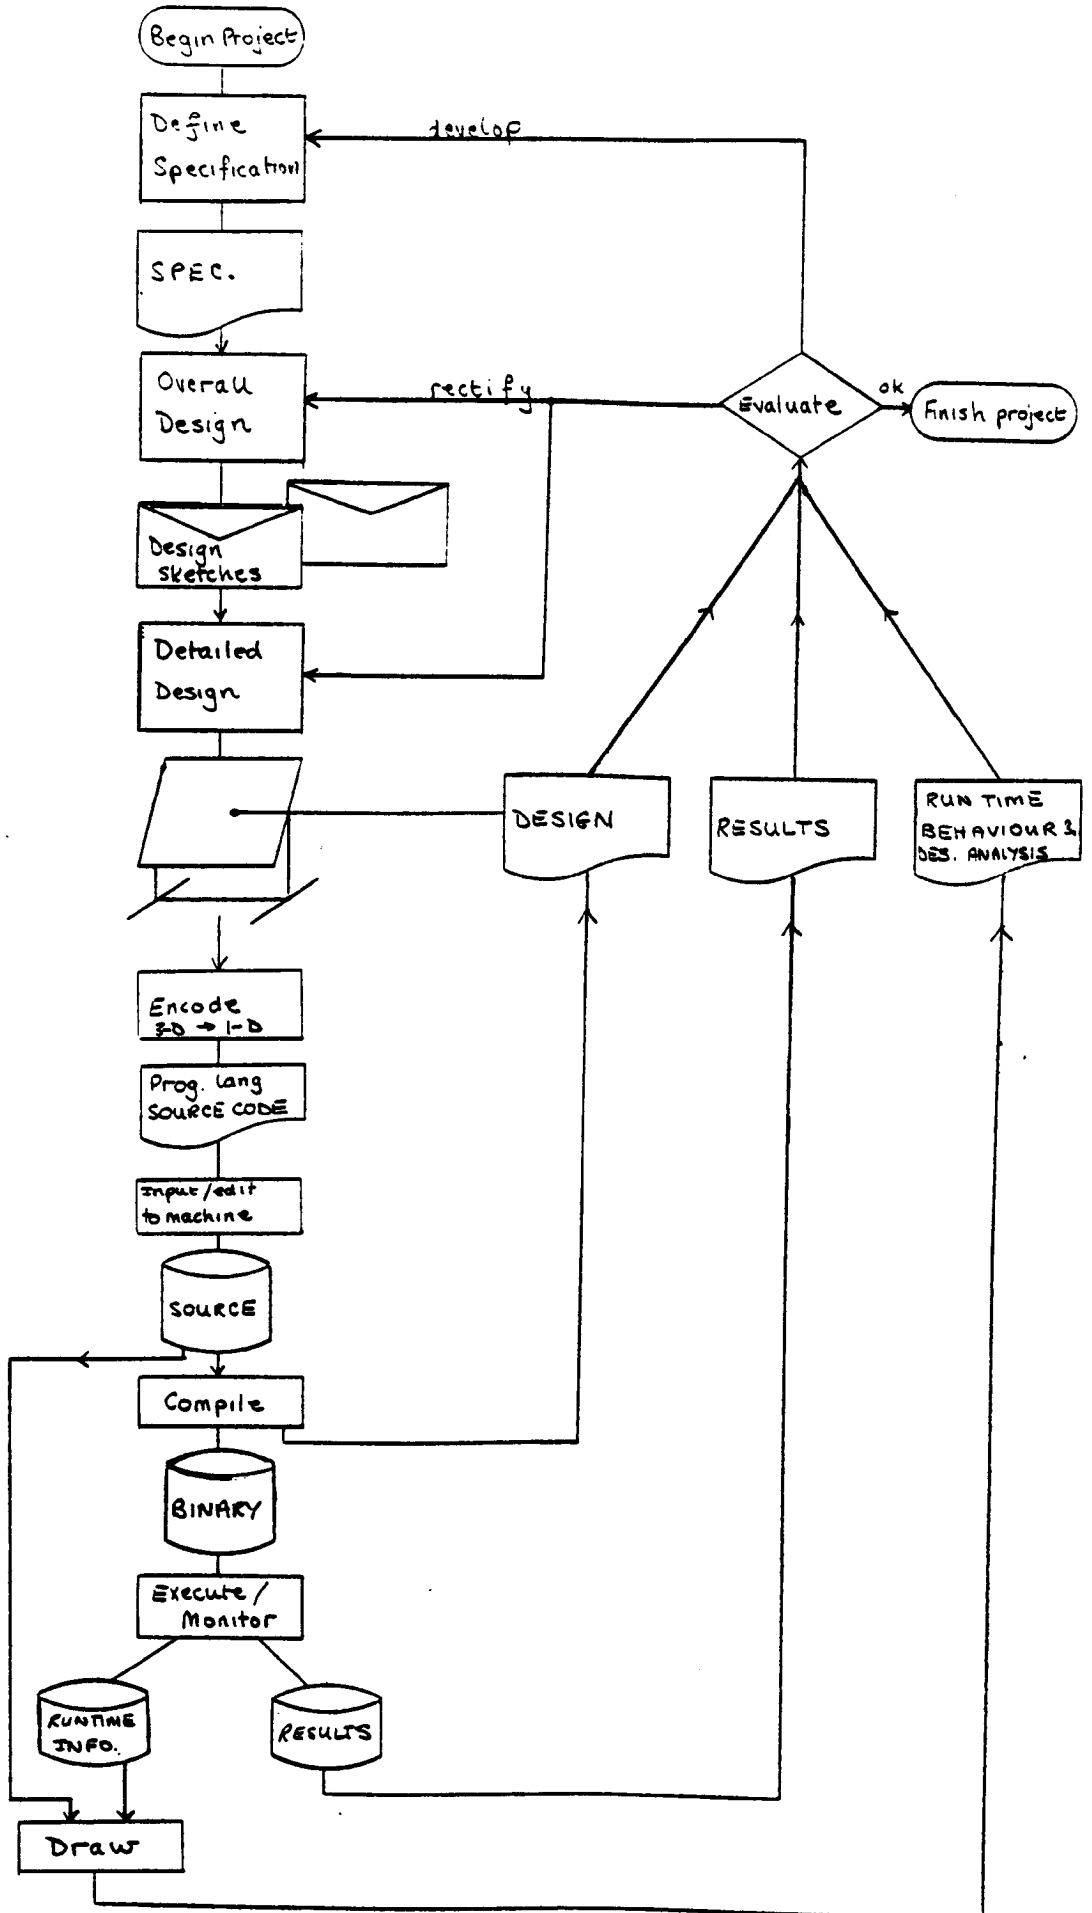 Begin Project
Define
Specification
develop
SPEC.
Overall
Design
rectify
Evaluate
ok
Finish project
Design
sketches
Detailed
Design
DESIGN
RESULTS
RUN TIME
BEHAVIOUR &
DES. ANALYSIS
Encode
3-D → 1-D
Prog. lang
SOURCE CODE
Input/edit
to machine
SOURCE
Compile
BINARY
Execute/
Monitor
RUNTIME
INFO.
RESULTS
Draw